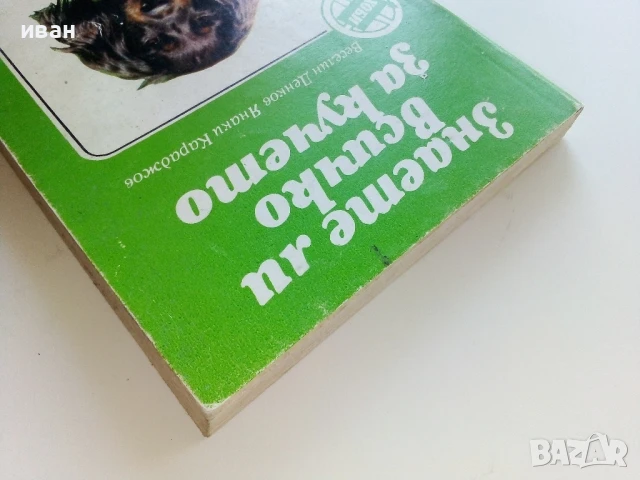 иван
Знаете ли
всичко
за кучето
Веселин Денков Янаки Караджов
BAZAR